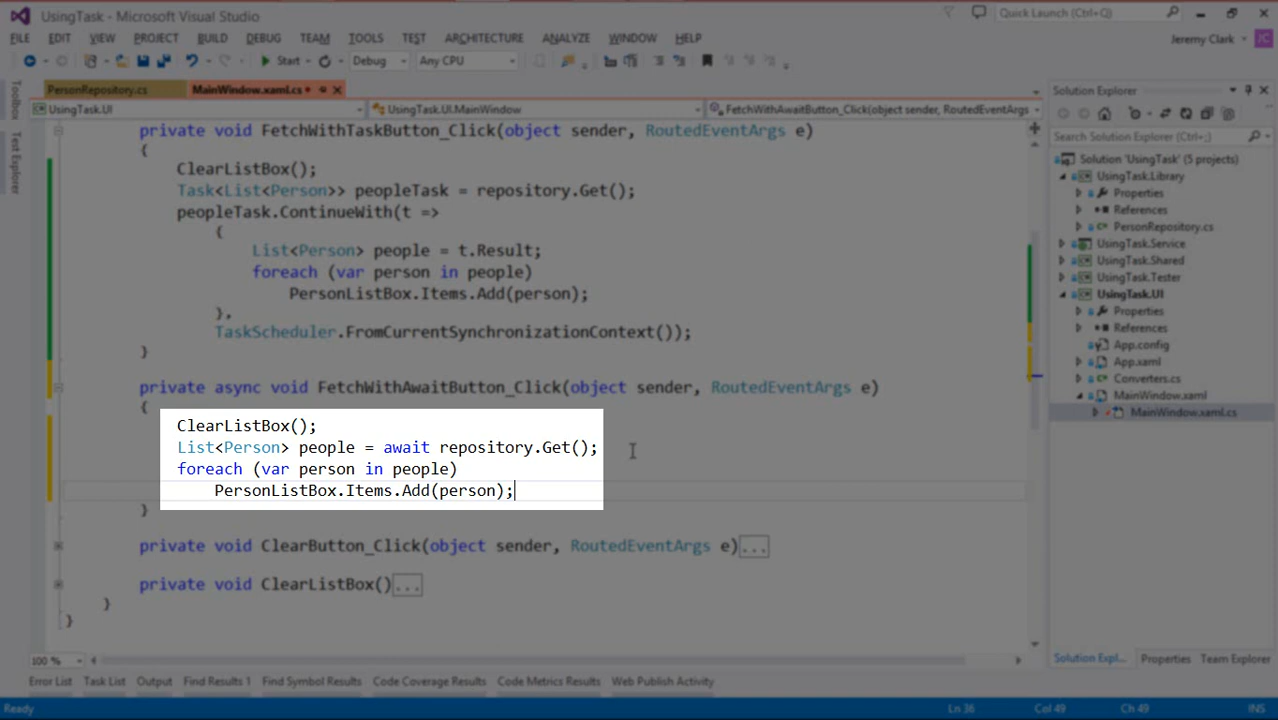 UsingTask - Microsoft Visual Studio
Quick Launch (Ctrl+Q)
FILE EDIT VIEW PROJECT BUILD DEBUG TEAM TOOLS TEST ARCHITECTURE ANALYZE WINDOW HELP
Jeremy Clark
JC
Start Debug Any CPU
Toolbox
Test Explorer
PersonRepository.cs MainWindow.xaml.cs
UsingTask.UI UsingTask.UI.MainWindow FetchWithAwaitButton_Click(object sender, RoutedEventArgs
private void FetchWithTaskButton_Click(object sender, RoutedEventArgs e)
{
ClearListBox();
Task<List<Person>> peopleTask = repository.Get();
peopleTask.ContinueWith(t =>
{
List<Person> people = t.Result;
foreach (var person in people)
PersonListBox.Items.Add(person);
},
TaskScheduler.FromCurrentSynchronizationContext());
}
private async void FetchWithAwaitButton_Click(object sender, RoutedEventArgs e)
{
ClearListBox();
List<Person> people = await repository.Get();
foreach (var person in people)
PersonListBox.Items.Add(person);
}
private void ClearButton_Click(object sender, RoutedEventArgs e)...
private void ClearListBox()...
}
}
100 %
Solution Explorer
Search Solution Explorer (Ctrl+;)
Solution 'UsingTask' (5 projects)
UsingTask.Library
Properties
References
PersonRepository.cs
UsingTask.Service
UsingTask.Shared
UsingTask.Tester
UsingTask.UI
Properties
References
App.config
App.xaml
Converters.cs
MainWindow.xaml
MainWindow.xaml.cs
Solution Expl... Properties Team Explorer
Error List Task List Output Find Results 1 Find Symbol Results Code Coverage Results Code Metrics Results Web Publish Activity
Ready Ln 36 Col 49 Ch 49 INS